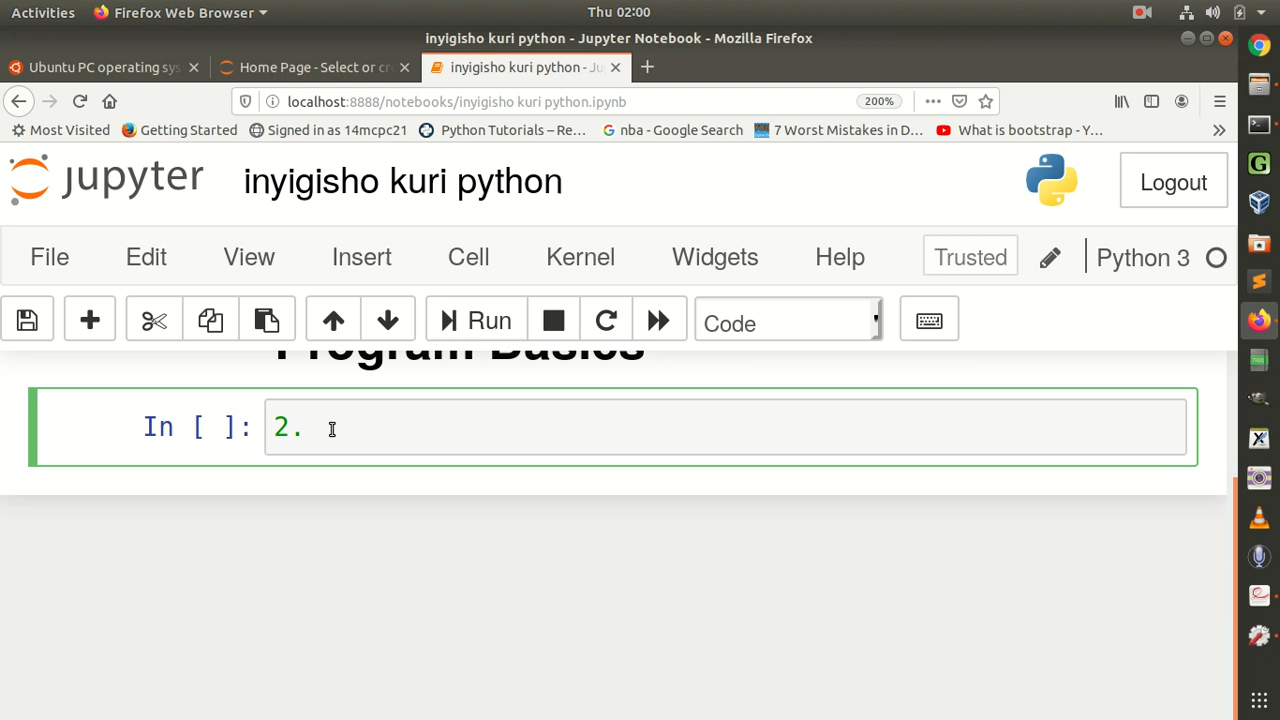 Activities Firefox Web Browser Thu 02:00
inyigisho kuri python - Jupyter Notebook - Mozilla Firefox
Ubuntu PC operating sys Home Page - Select or cr inyigisho kuri python - Ju
localhost:8888/notebooks/inyigisho kuri python.ipynb 200%
Most Visited Getting Started Signed in as 14mcpc21 Python Tutorials – Re… nba - Google Search 7 Worst Mistakes in D… What is bootstrap - Y…
jupyter inyigisho kuri python Logout
File Edit View Insert Cell Kernel Widgets Help Trusted Python 3
Run Code
Program Basics
In [ ]: 2.